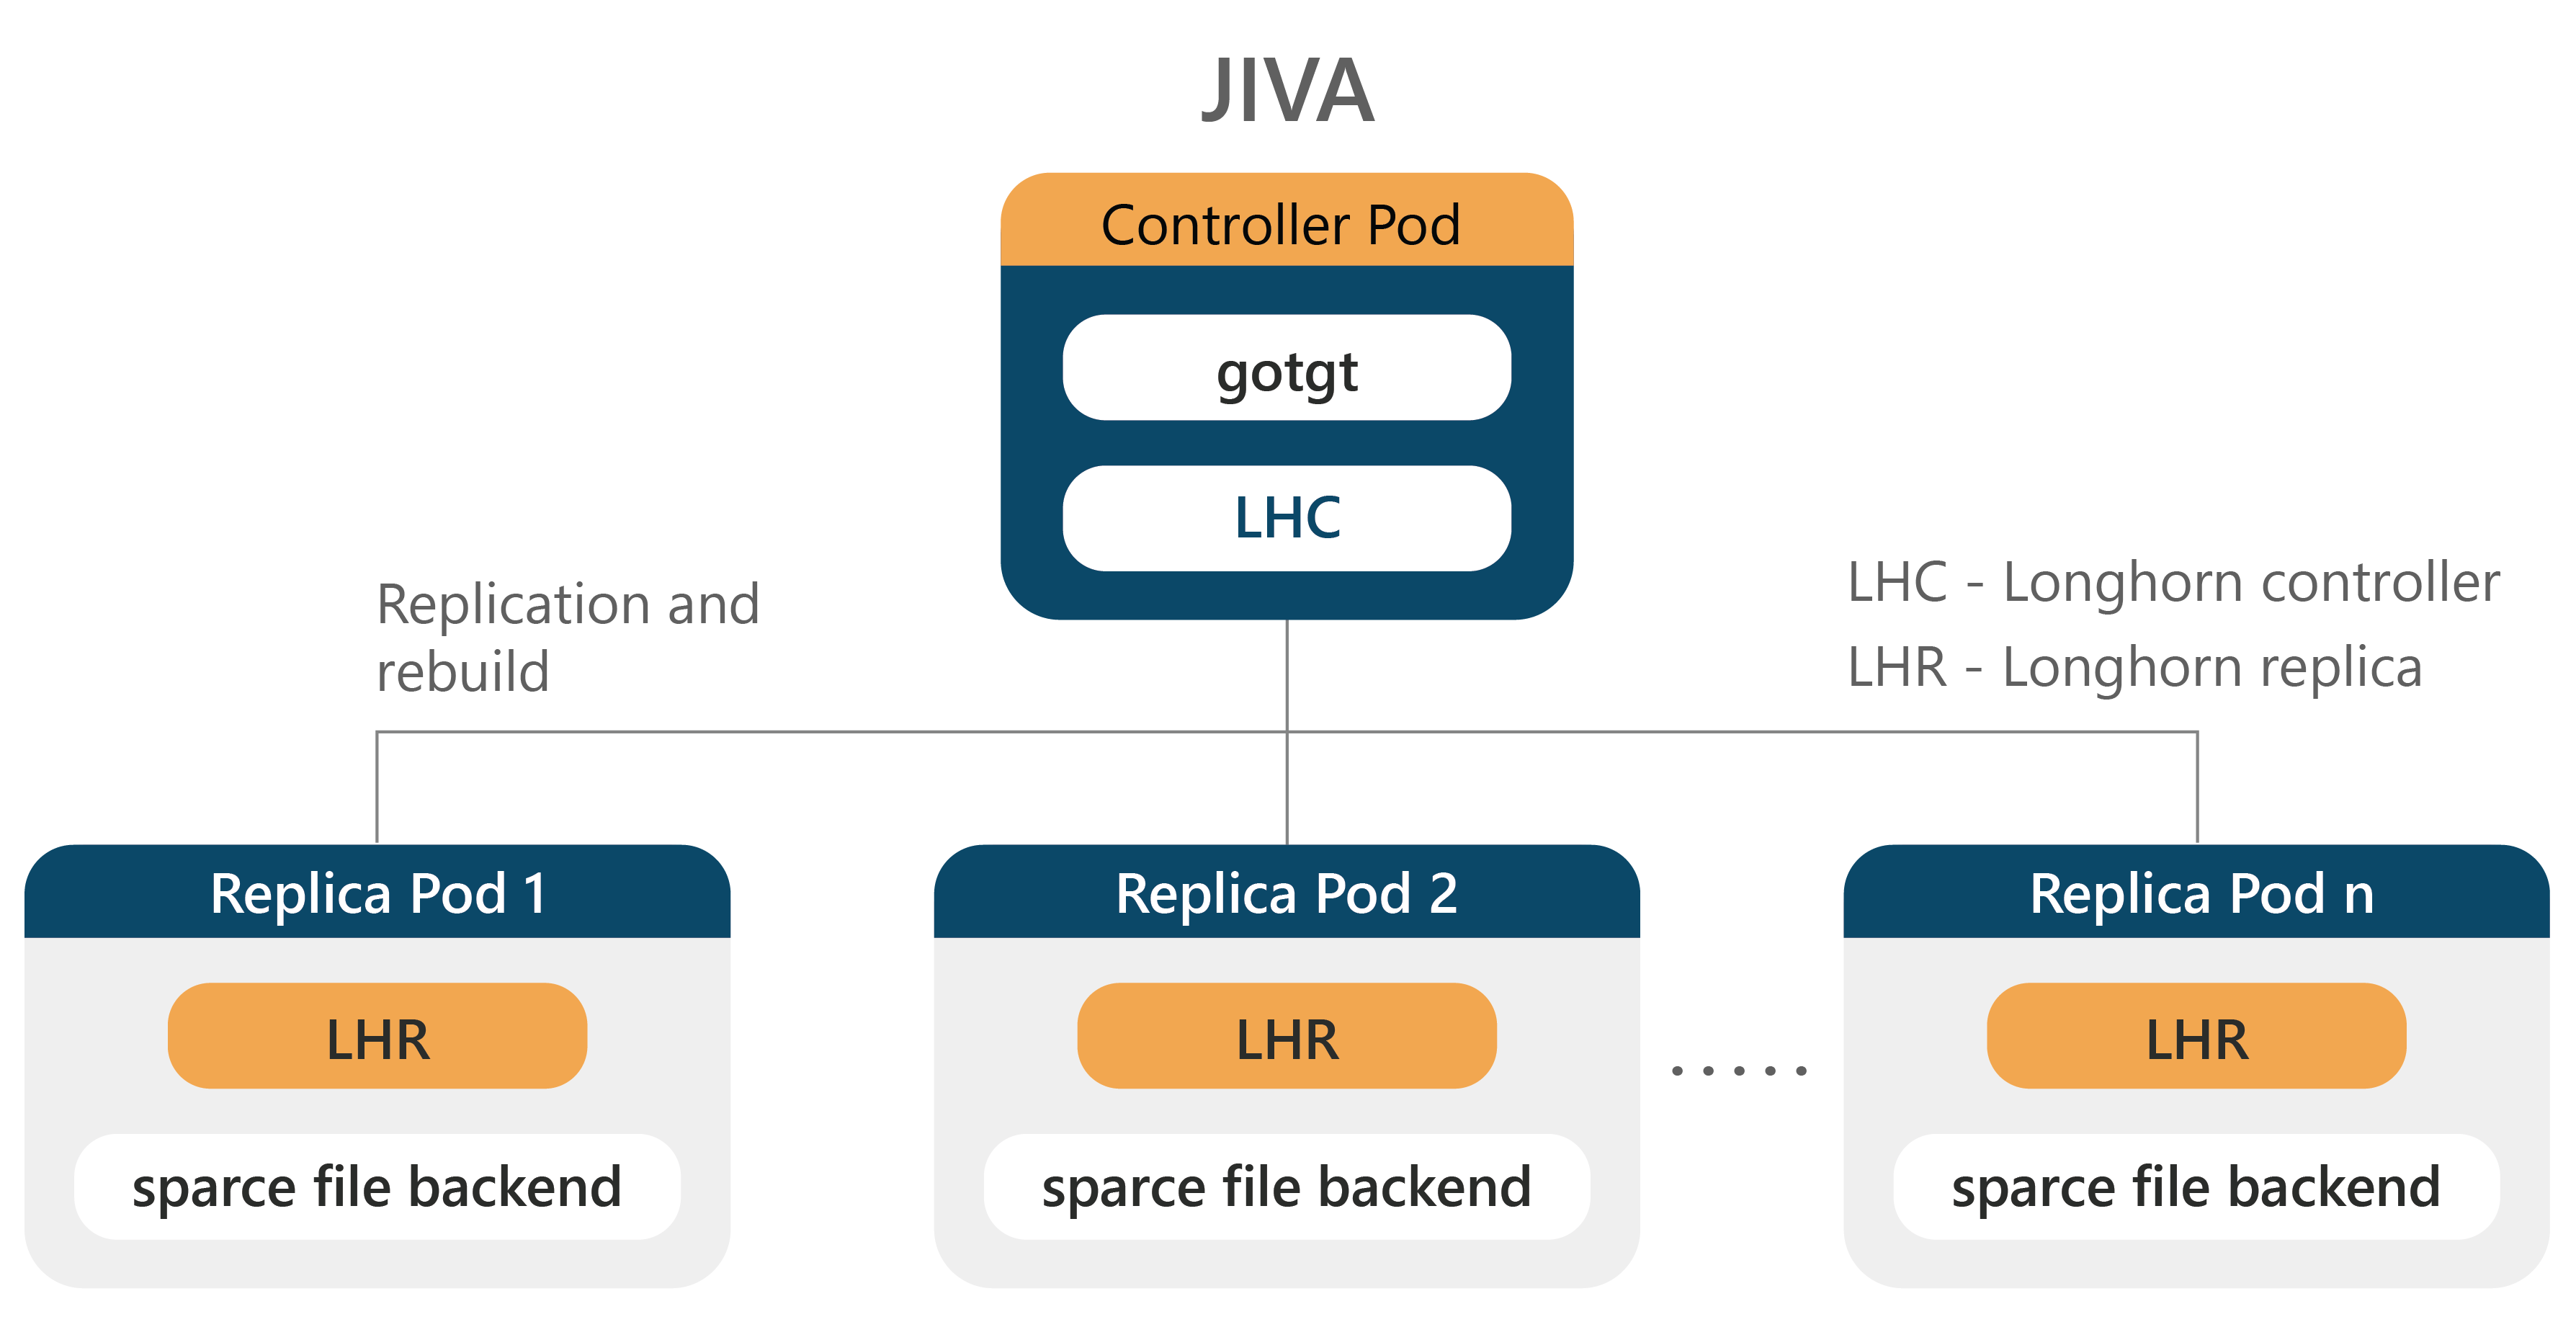 JIVA
Controller Pod
gotgt
LHC
Replication and
rebuild
LHC - Longhorn controller
LHR - Longhorn replica
Replica Pod 1
LHR
sparce file backend
Replica Pod 2
LHR
sparce file backend
.....
Replica Pod n
LHR
sparce file backend